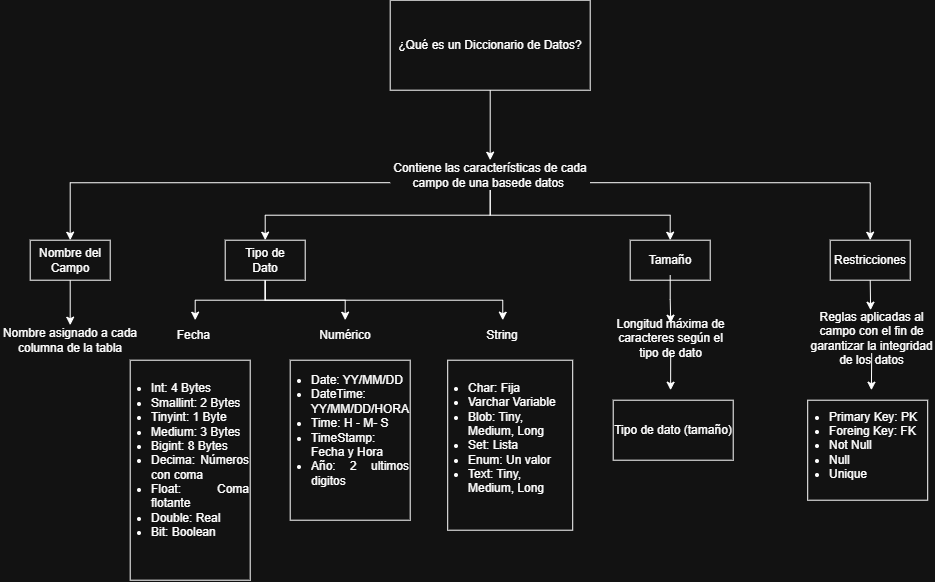 ¿Qué es un Diccionario de Datos?
Contiene las características de cada
campo de una basede datos
Nombre del
Campo
Tipo de
Dato
Tamaño
Restricciones
Nombre asignado a cada
columna de la tabla
Fecha
Numérico
String
Longitud máxima de
caracteres según el
tipo de dato
Reglas aplicadas al
campo con el fin de
garantizar la integridad
de los datos
Int: 4 Bytes
Smallint: 2 Bytes
Tinyint: 1 Byte
Medium: 3 Bytes
Bigint: 8 Bytes
Decima: Números
con coma
Float: Coma
flotante
Double: Real
Bit: Boolean
Date: YY/MM/DD
DateTime:
YY/MM/DD/HORA
Time: H - M- S
TimeStamp:
Fecha y Hora
Año: 2 ultimos
digitos
Char: Fija
Varchar Variable
Blob: Tiny,
Medium, Long
Set: Lista
Enum: Un valor
Text: Tiny,
Medium, Long
Tipo de dato (tamaño)
Primary Key: PK
Foreing Key: FK
Not Null
Null
Unique